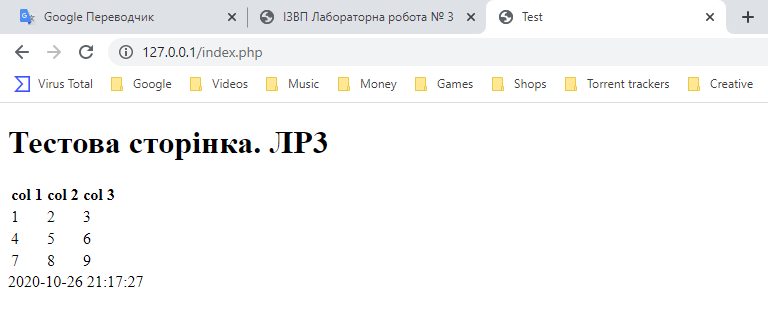 Google Переводчик
ІЗВП Лабораторна робота № 3
Test
127.0.0.1/index.php
Virus Total Google Videos Music Money Games Shops Torrent trackers Creative
Тестова сторінка. ЛР3
col 1 col 2 col 3
1 2 3
4 5 6
7 8 9
2020-10-26 21:17:27